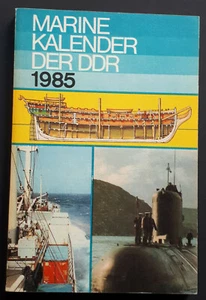 MARINE
KALENDER
DER DDR
1985